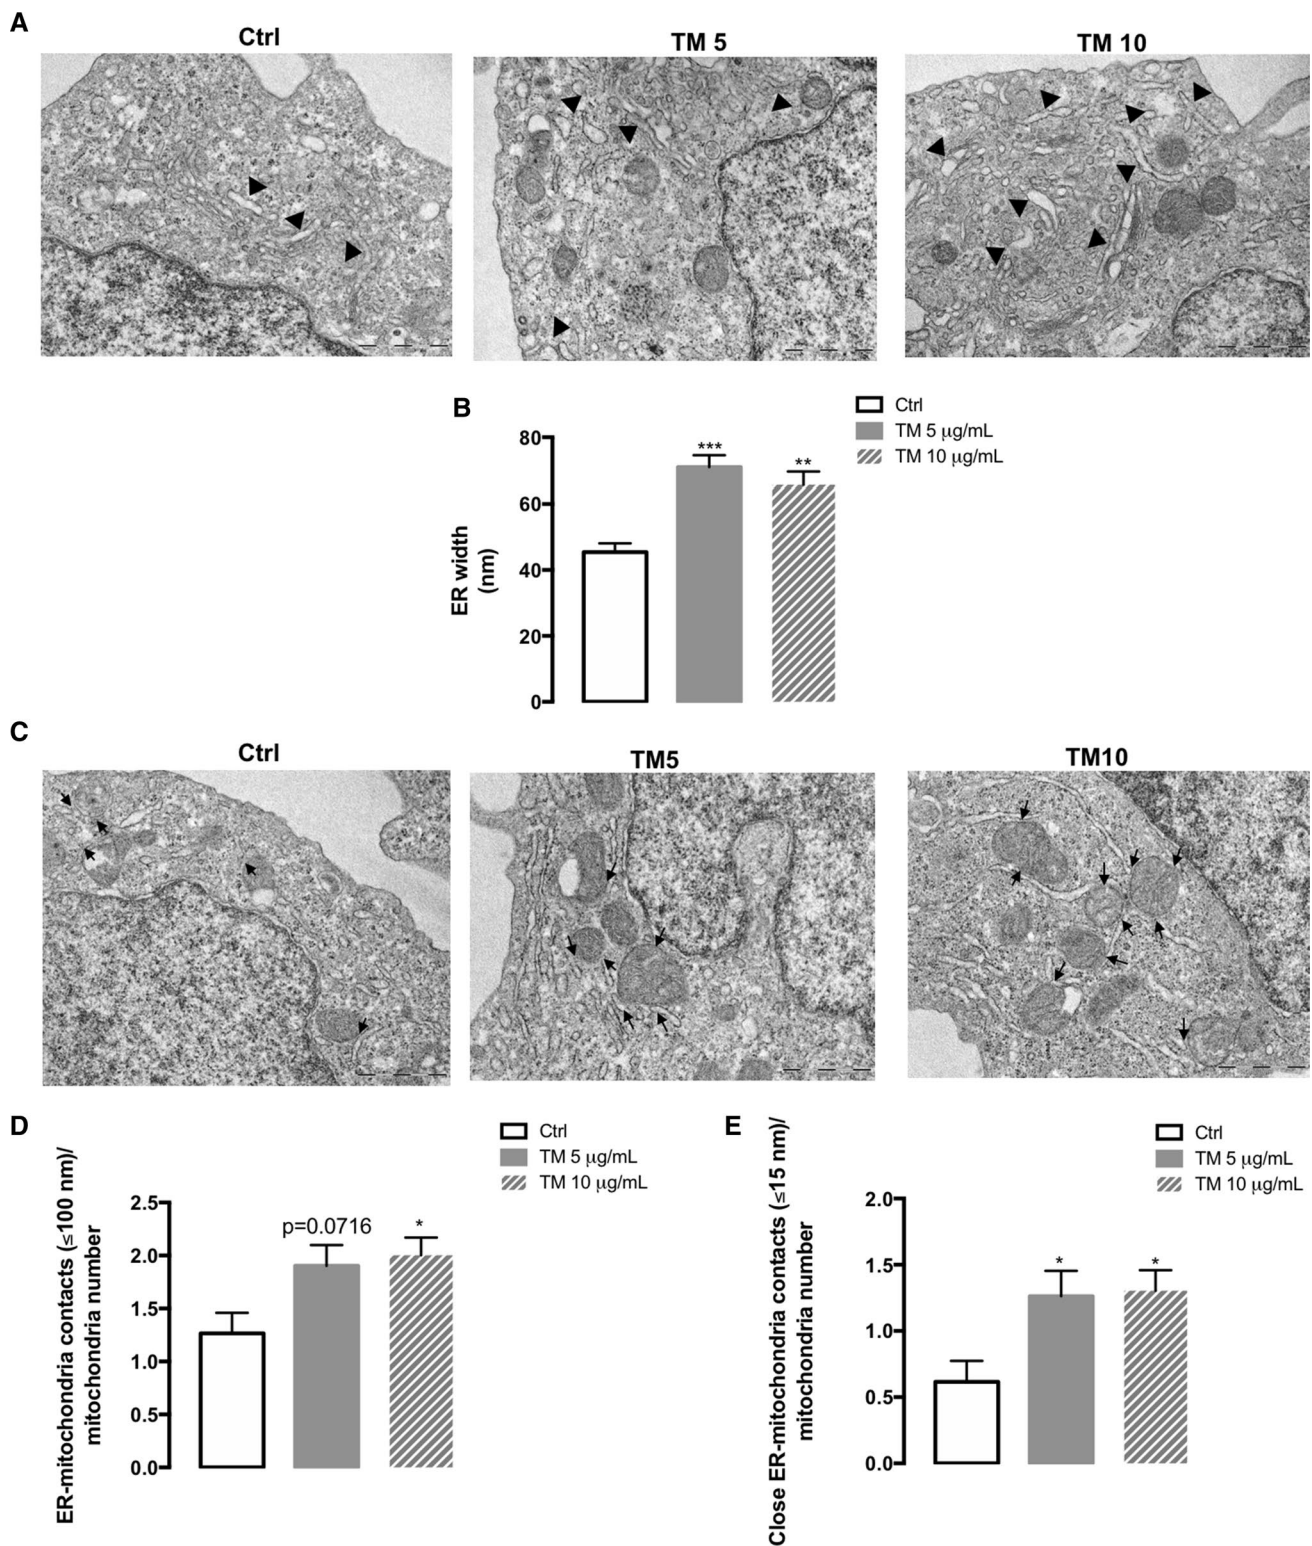 A
Ctrl
TM 5
TM 10
B
Ctrl
TM 5 μg/mL
TM 10 μg/mL
80
60
40
20
0
ER width
(nm)
***
**
C
Ctrl
TM5
TM10
D
Ctrl
TM 5 μg/mL
TM 10 μg/mL
ER-mitochondria contacts (≤100 nm)/
mitochondria number
2.5
2.0
1.5
1.0
0.5
0.0
p=0.0716
*
E
Ctrl
TM 5 μg/mL
TM 10 μg/mL
Close ER-mitochondria contacts (≤15 nm)/
mitochondria number
2.0
1.5
1.0
0.5
0.0
*
*